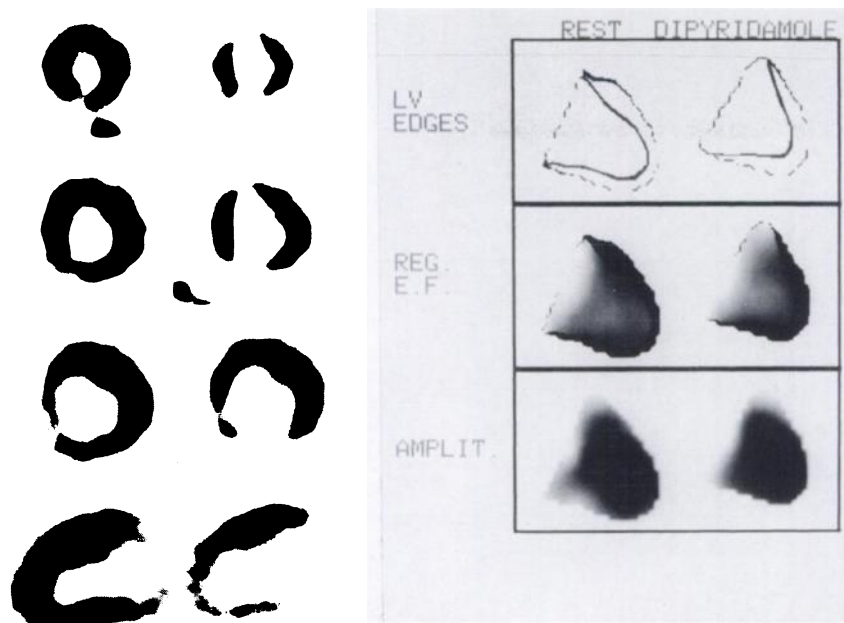 REST DIPYRIDAMOLE
LV
EDGES
REG.
E.F.
AMPLIT.